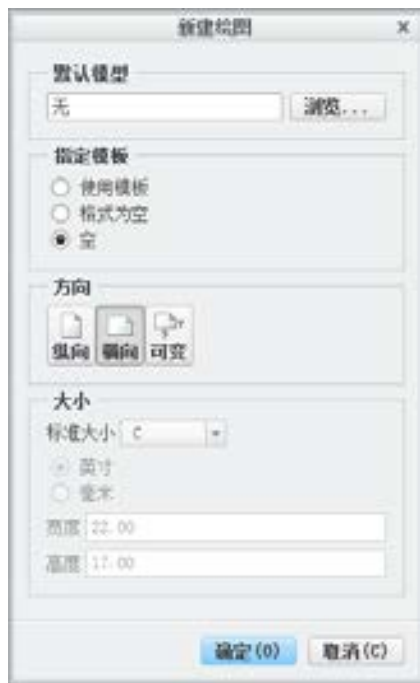 新建绘图
默认模型
无
浏览...
指定模板
使用模板
格式为空
空
方向
纵向 横向 可变
大小
标准大小 C
英寸
毫米
宽度 22.00
高度 17.00
确定(O) 取消(C)